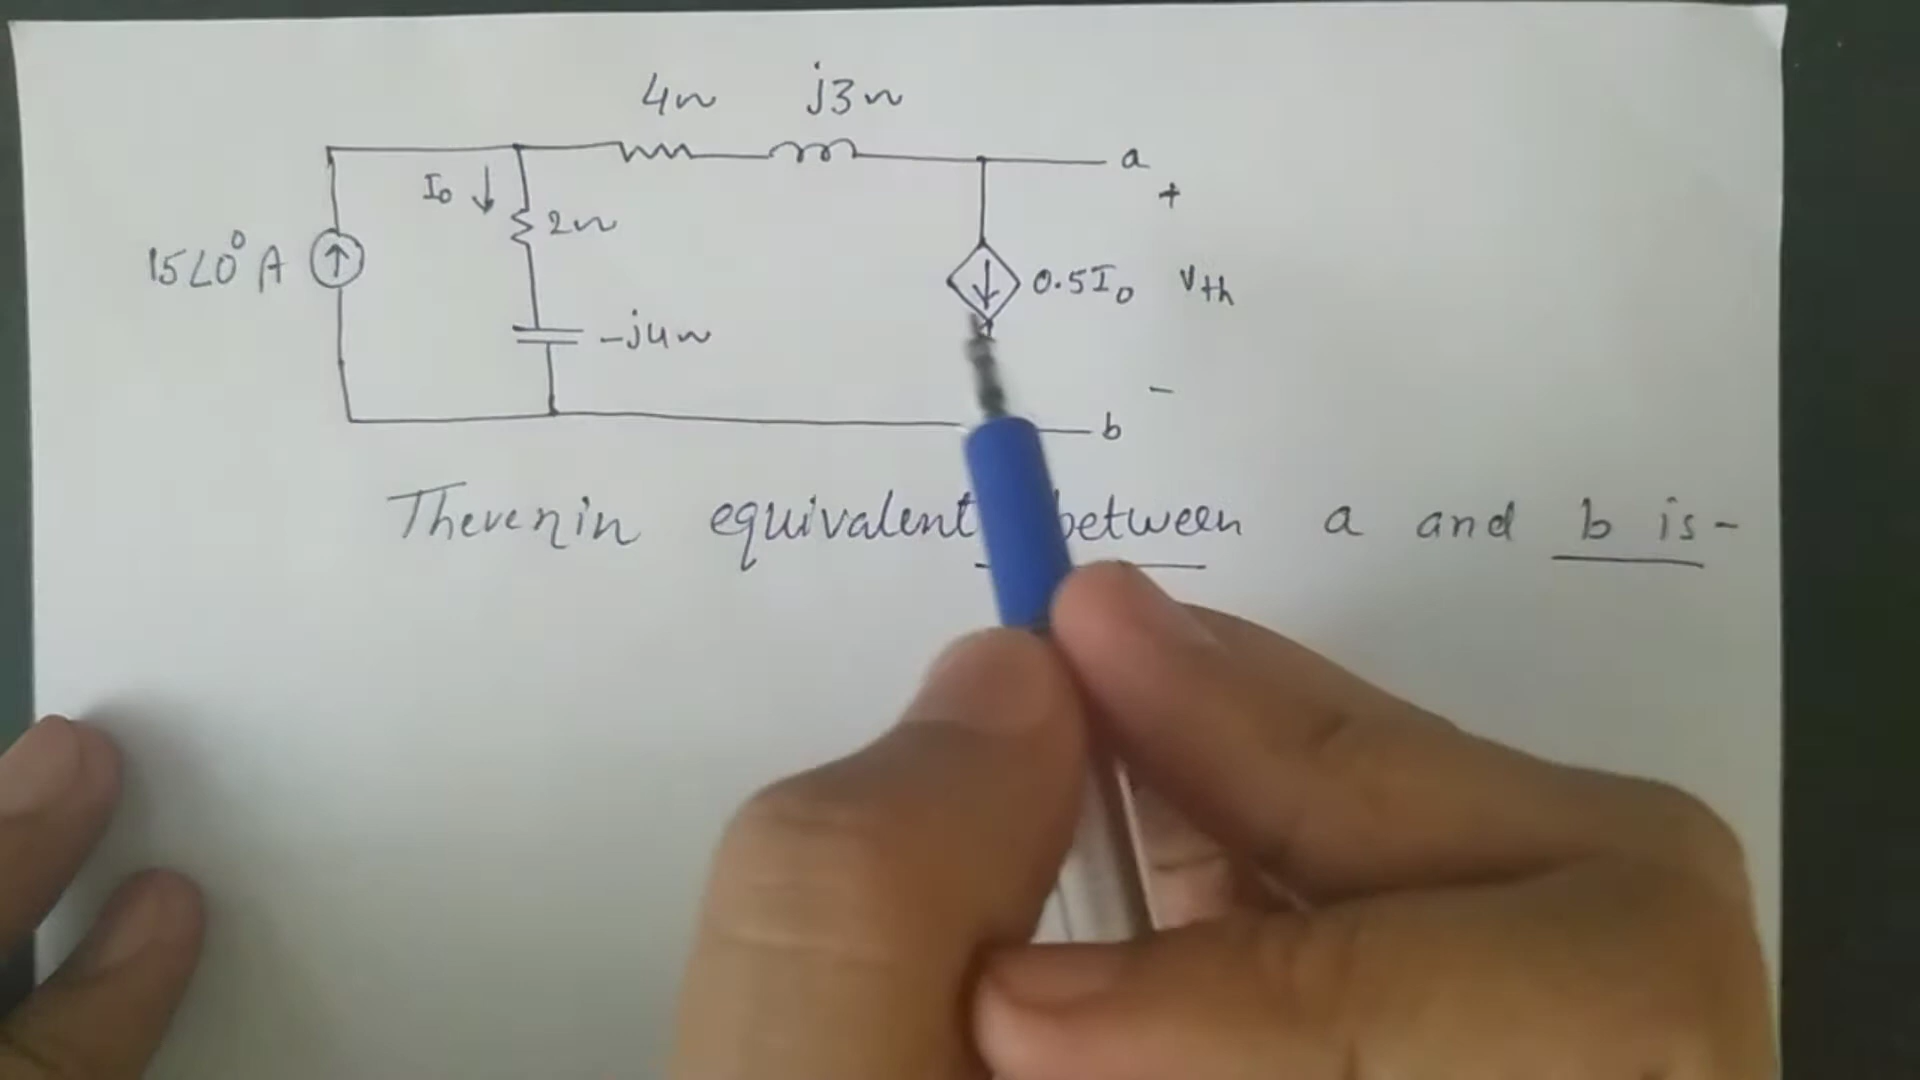 4Ω j3Ω
a
+
I₀ ↓ 2Ω
15∠0° A ↑ ↓ 0.5I₀ Vth
-j4Ω
-
b
Thevenin equivalent between a and b is-